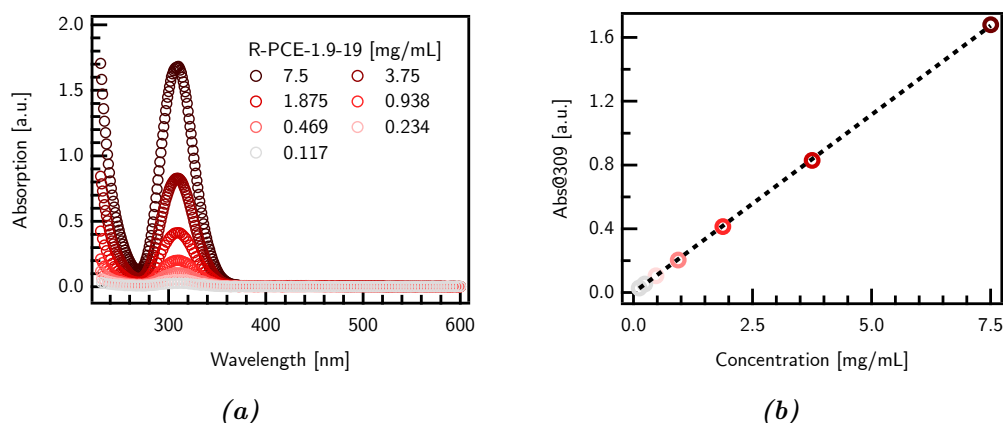 2.0
1.5
1.0
0.5
0.0
Absorption [a.u.]
R-PCE-1.9-19 [mg/mL]
7.5 3.75
1.875 0.938
0.469 0.234
0.117
300 400 500 600
Wavelength [nm]
(a)
1.6
1.2
0.8
0.4
0.0
Abs@309 [a.u.]
0.0 2.5 5.0 7.5
Concentration [mg/mL]
(b)